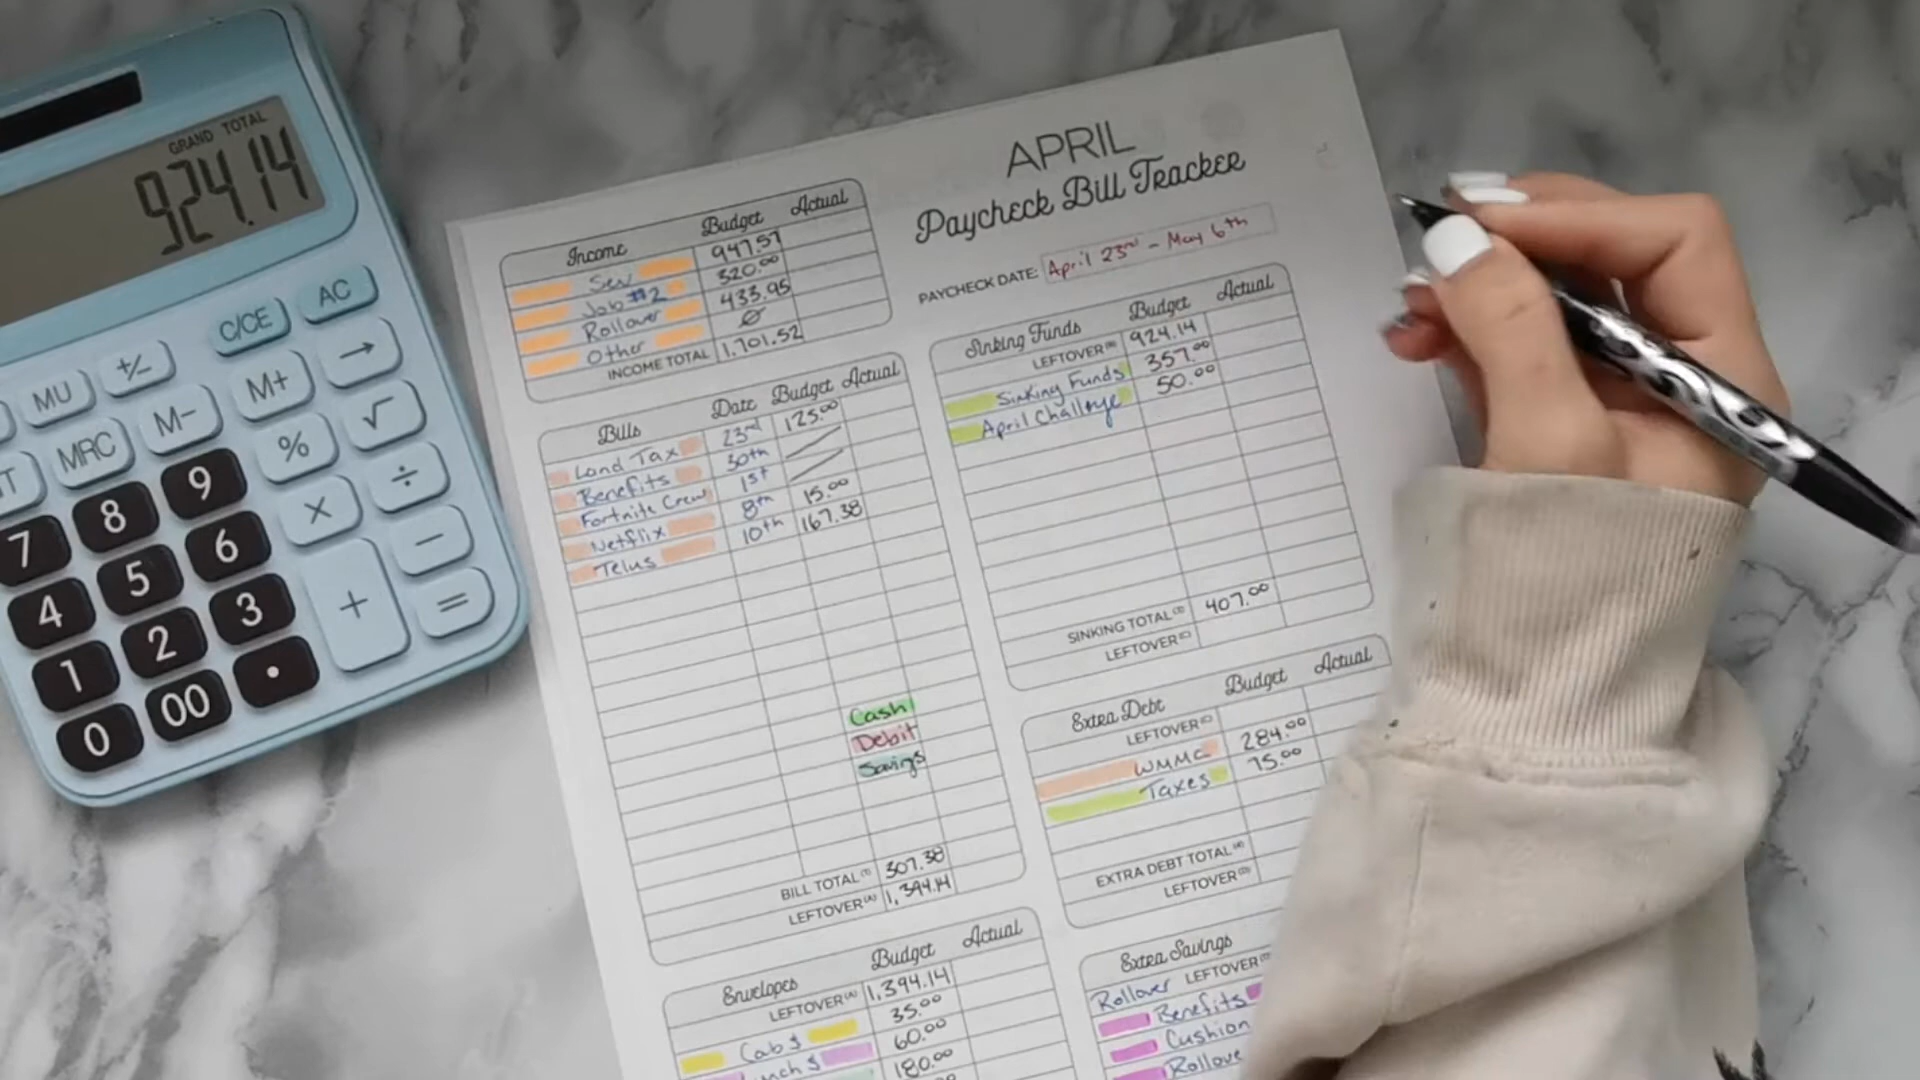 GRAND TOTAL
924.14
MU
+/-
→
MRC
M-
M+
√
C/CE
AC
%
÷
7
8
9
×
-
4
5
6
+
=
1
2
3
0
00
.
APRIL
Paycheck Bill Tracker
PAYCHECK DATE: April 23rd - May 6th
Income Budget Actual
947.57
Job #2 320.00
Rollover 433.95
Other Ø
INCOME TOTAL 1,701.52
Bills Date Budget Actual
Land Tax 23rd 125.00
Benefits 30th
Fortnite Crew 1st
Netflix 8th 15.00
Telus 10th 167.38
Cash
Debit
Savings
BILL TOTAL 307.38
LEFTOVER 1,394.14
Envelopes Budget Actual
LEFTOVER 1,394.14
Cab $ 35.00
60.00
180.00
Sinking Funds Budget Actual
LEFTOVER 924.14
Sinking Funds 357.00
April Challenge 50.00
SINKING TOTAL 407.00
LEFTOVER
Extra Debt Budget Actual
LEFTOVER
WMMC 284.00
Taxes 75.00
EXTRA DEBT TOTAL
LEFTOVER
Extra Savings
LEFTOVER
Rollover
Benefits
Cushion